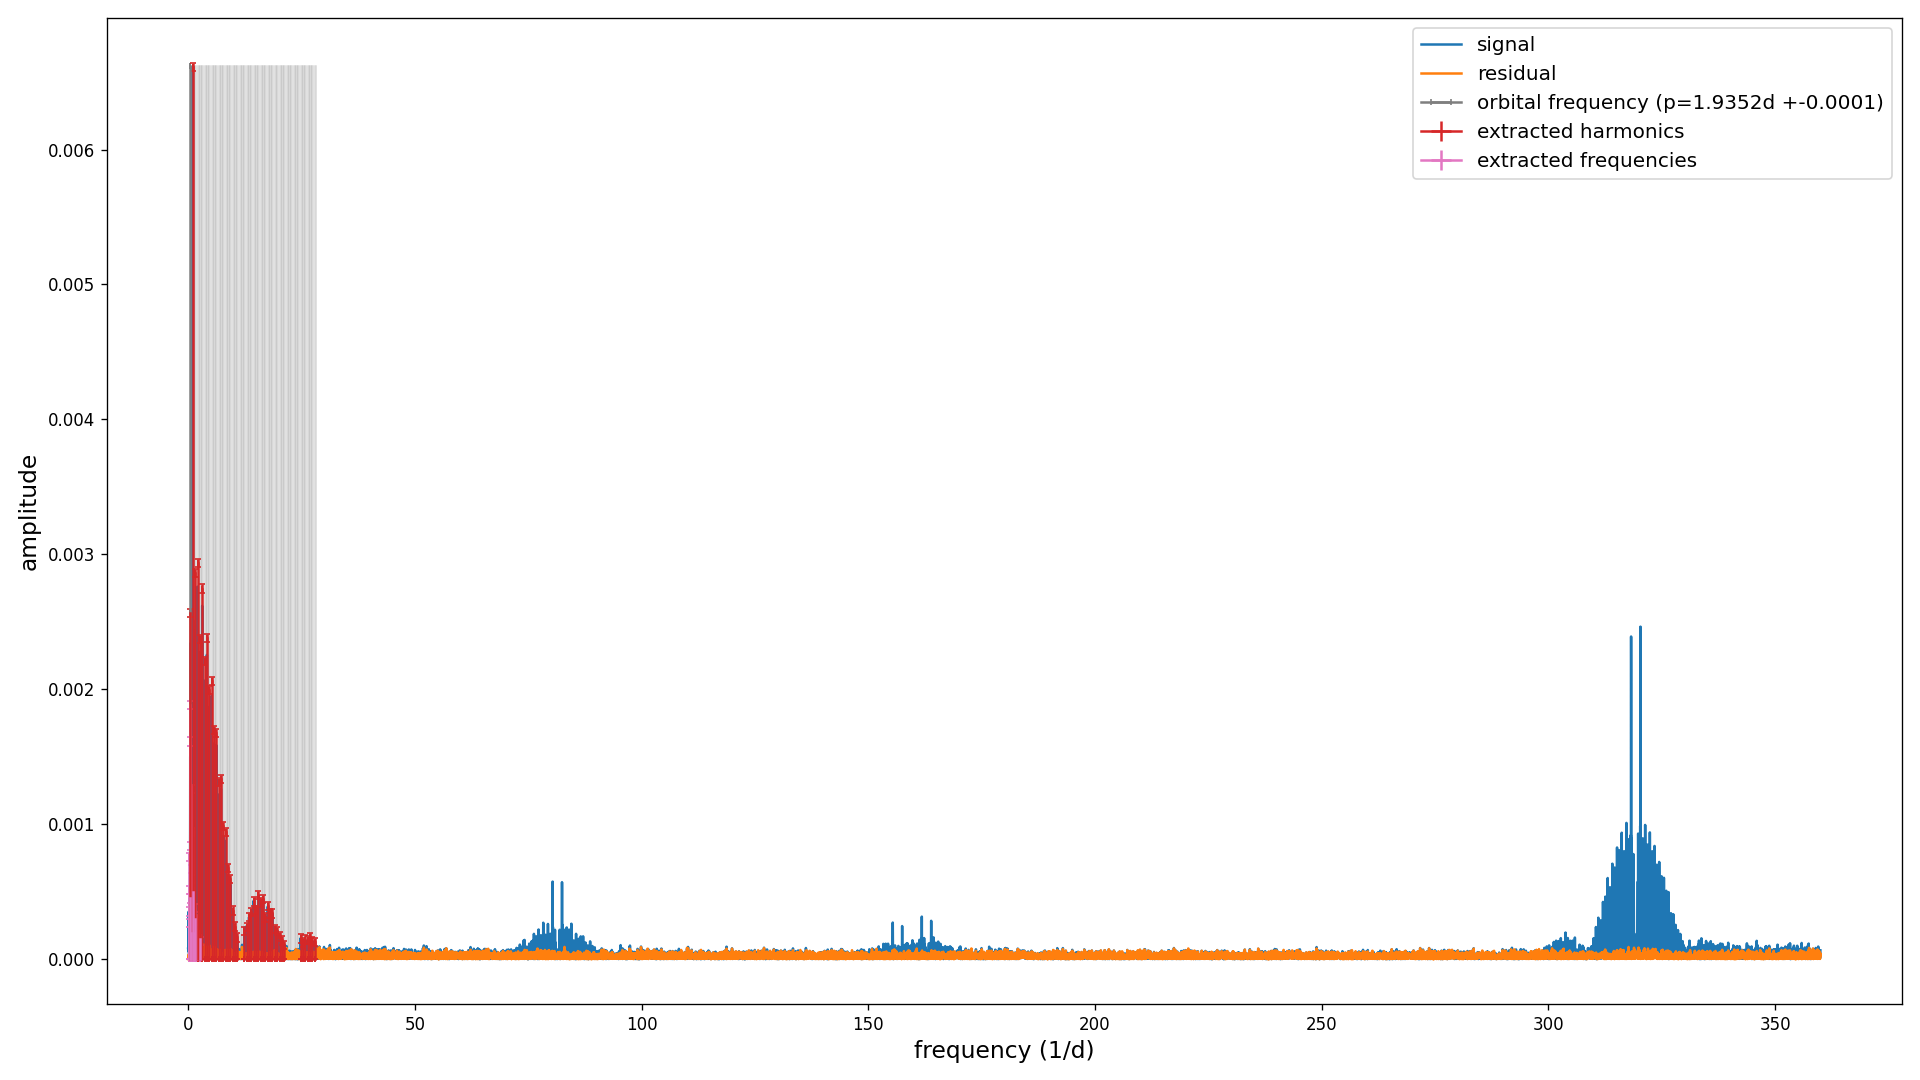 signal
residual
orbital frequency (p=1.9352d +-0.0001)
extracted harmonics
extracted frequencies
0.006
0.005
0.004
0.003
0.002
0.001
0.000
amplitude
0 50 100 150 200 250 300 350
frequency (1/d)